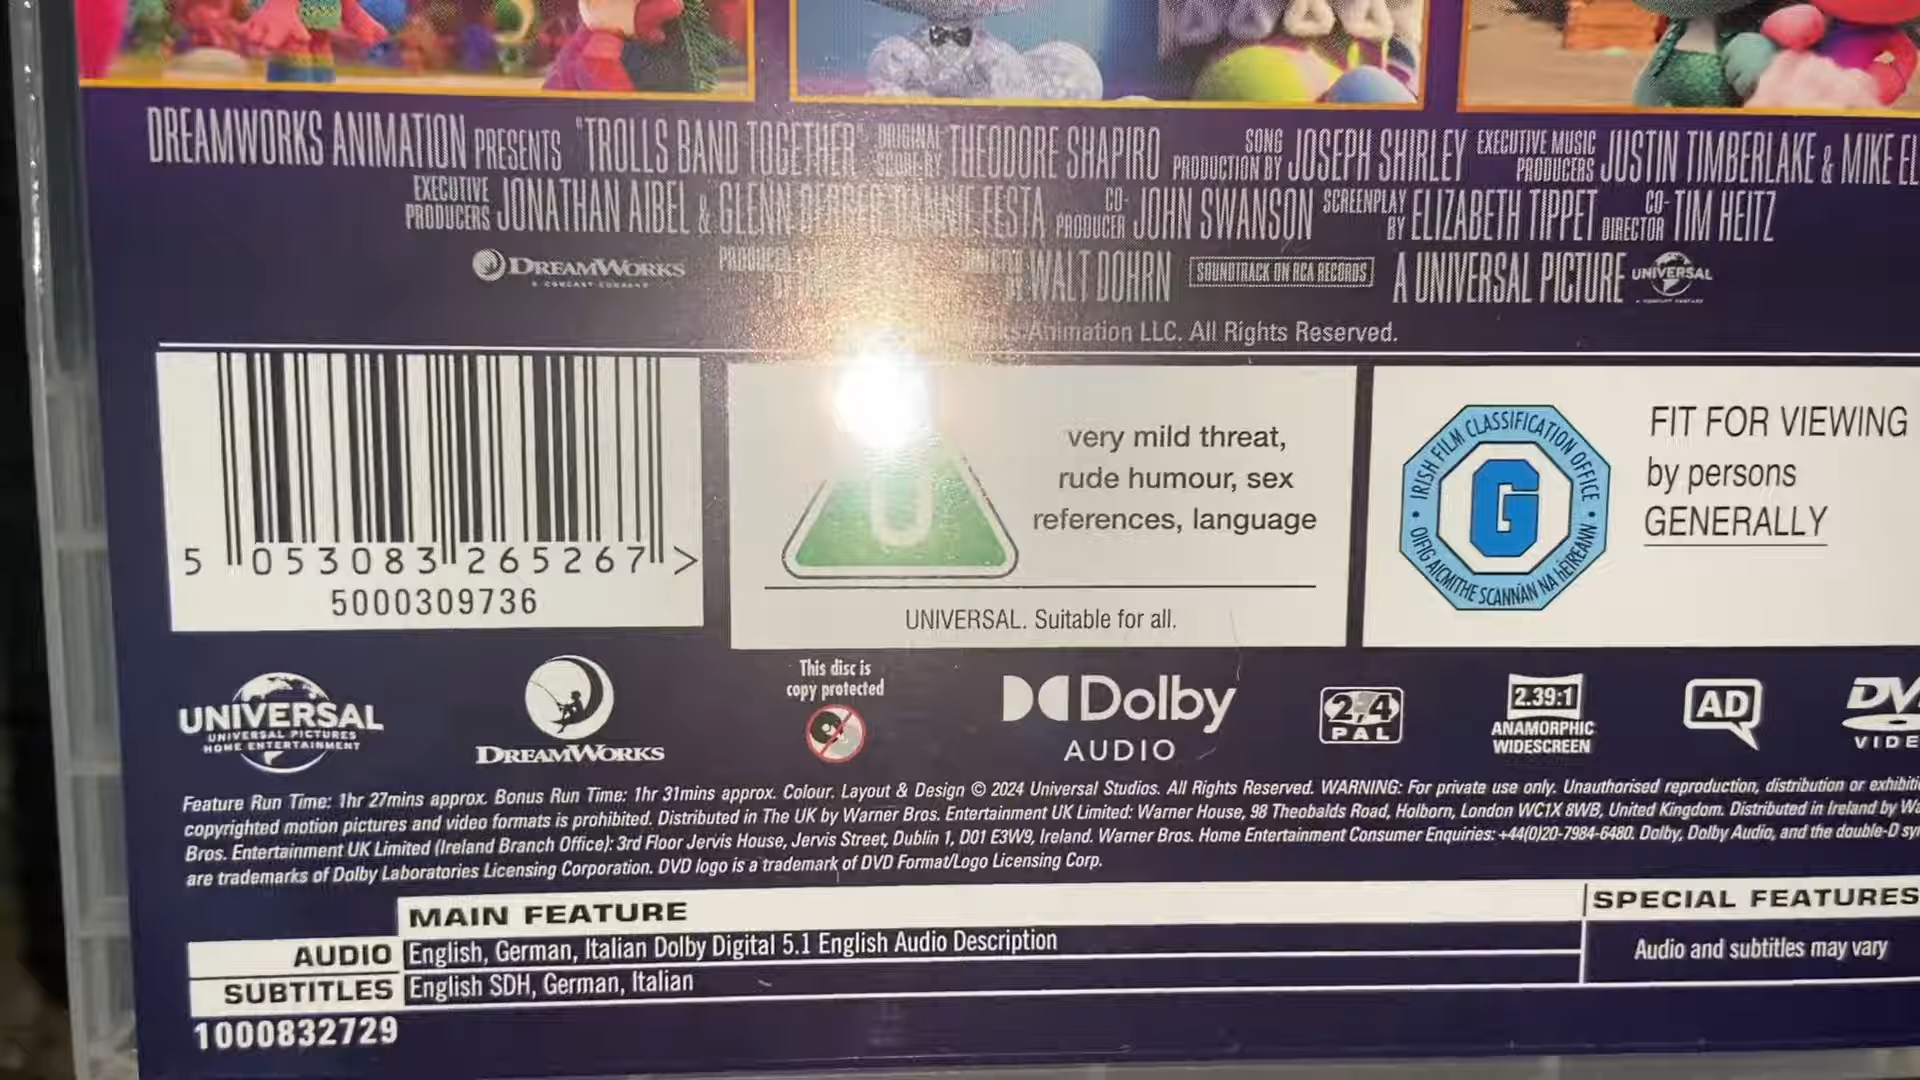 DREAMWORKS ANIMATION PRESENTS "TROLLS BAND TOGETHER" ORIGINAL SCORE BY THEODORE SHAPIRO SONG PRODUCTION BY JOSEPH SHIRLEY EXECUTIVE MUSIC PRODUCERS JUSTIN TIMBERLAKE & MIKE EL
EXECUTIVE PRODUCERS JONATHAN AIBEL & GLENN FESTA CO-PRODUCER JOHN SWANSON SCREENPLAY BY ELIZABETH TIPPET CO-DIRECTOR TIM HEITZ
DREAMWORKS A COMCAST COMPANY PRODUCED WALT DOHRN SOUNDTRACK ON RCA RECORDS A UNIVERSAL PICTURE UNIVERSAL
Animation LLC. All Rights Reserved.
5 053083 265267 >
5000309736
U
very mild threat,
rude humour, sex
references, language
UNIVERSAL. Suitable for all.
IRISH FILM CLASSIFICATION OFFICE • OIFIG AICMITHE SCANNÁN NA hÉIREANN •
G
FIT FOR VIEWING
by persons
GENERALLY
UNIVERSAL
UNIVERSAL PICTURES
HOME ENTERTAINMENT
DREAMWORKS
This disc is
copy protected
Dolby
AUDIO
2,4
PAL
2.39:1
ANAMORPHIC
WIDESCREEN
AD
DV
VIDE
Feature Run Time: 1hr 27mins approx. Bonus Run Time: 1hr 31mins approx. Colour. Layout & Design © 2024 Universal Studios. All Rights Reserved. WARNING: For private use only. Unauthorised reproduction, distribution or exhibiti
copyrighted motion pictures and video formats is prohibited. Distributed in The UK by Warner Bros. Entertainment UK Limited: Warner House, 98 Theobalds Road, Holborn, London WC1X 8WB, United Kingdom. Distributed in Ireland by Wa
Bros. Entertainment UK Limited (Ireland Branch Office): 3rd Floor Jervis House, Jervis Street, Dublin 1, D01 E3W9, Ireland. Warner Bros. Home Entertainment Consumer Enquiries: +44(0)20-7984-6480. Dolby, Dolby Audio, and the double-D sy
are trademarks of Dolby Laboratories Licensing Corporation. DVD logo is a trademark of DVD Format/Logo Licensing Corp.
MAIN FEATURE
SPECIAL FEATURES
AUDIO English, German, Italian Dolby Digital 5.1 English Audio Description
Audio and subtitles may vary
SUBTITLES English SDH, German, Italian
1000832729